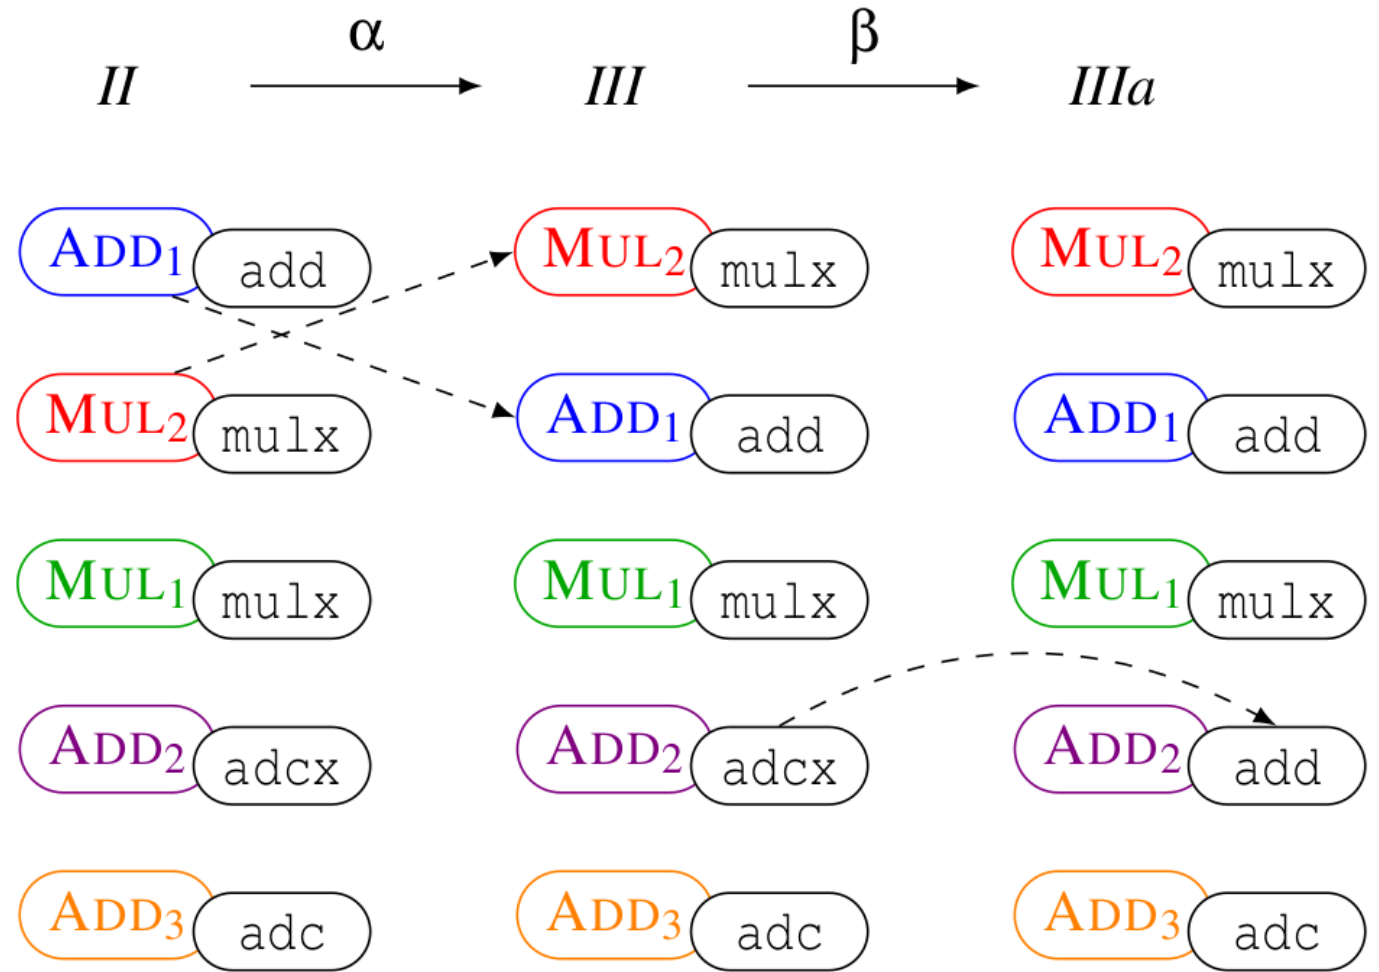 α β
II III IIIa
ADD1 add MUL2 mulx MUL2 mulx
MUL2 mulx ADD1 add ADD1 add
MUL1 mulx MUL1 mulx MUL1 mulx
ADD2 adcx ADD2 adcx ADD2 add
ADD3 adc ADD3 adc ADD3 adc